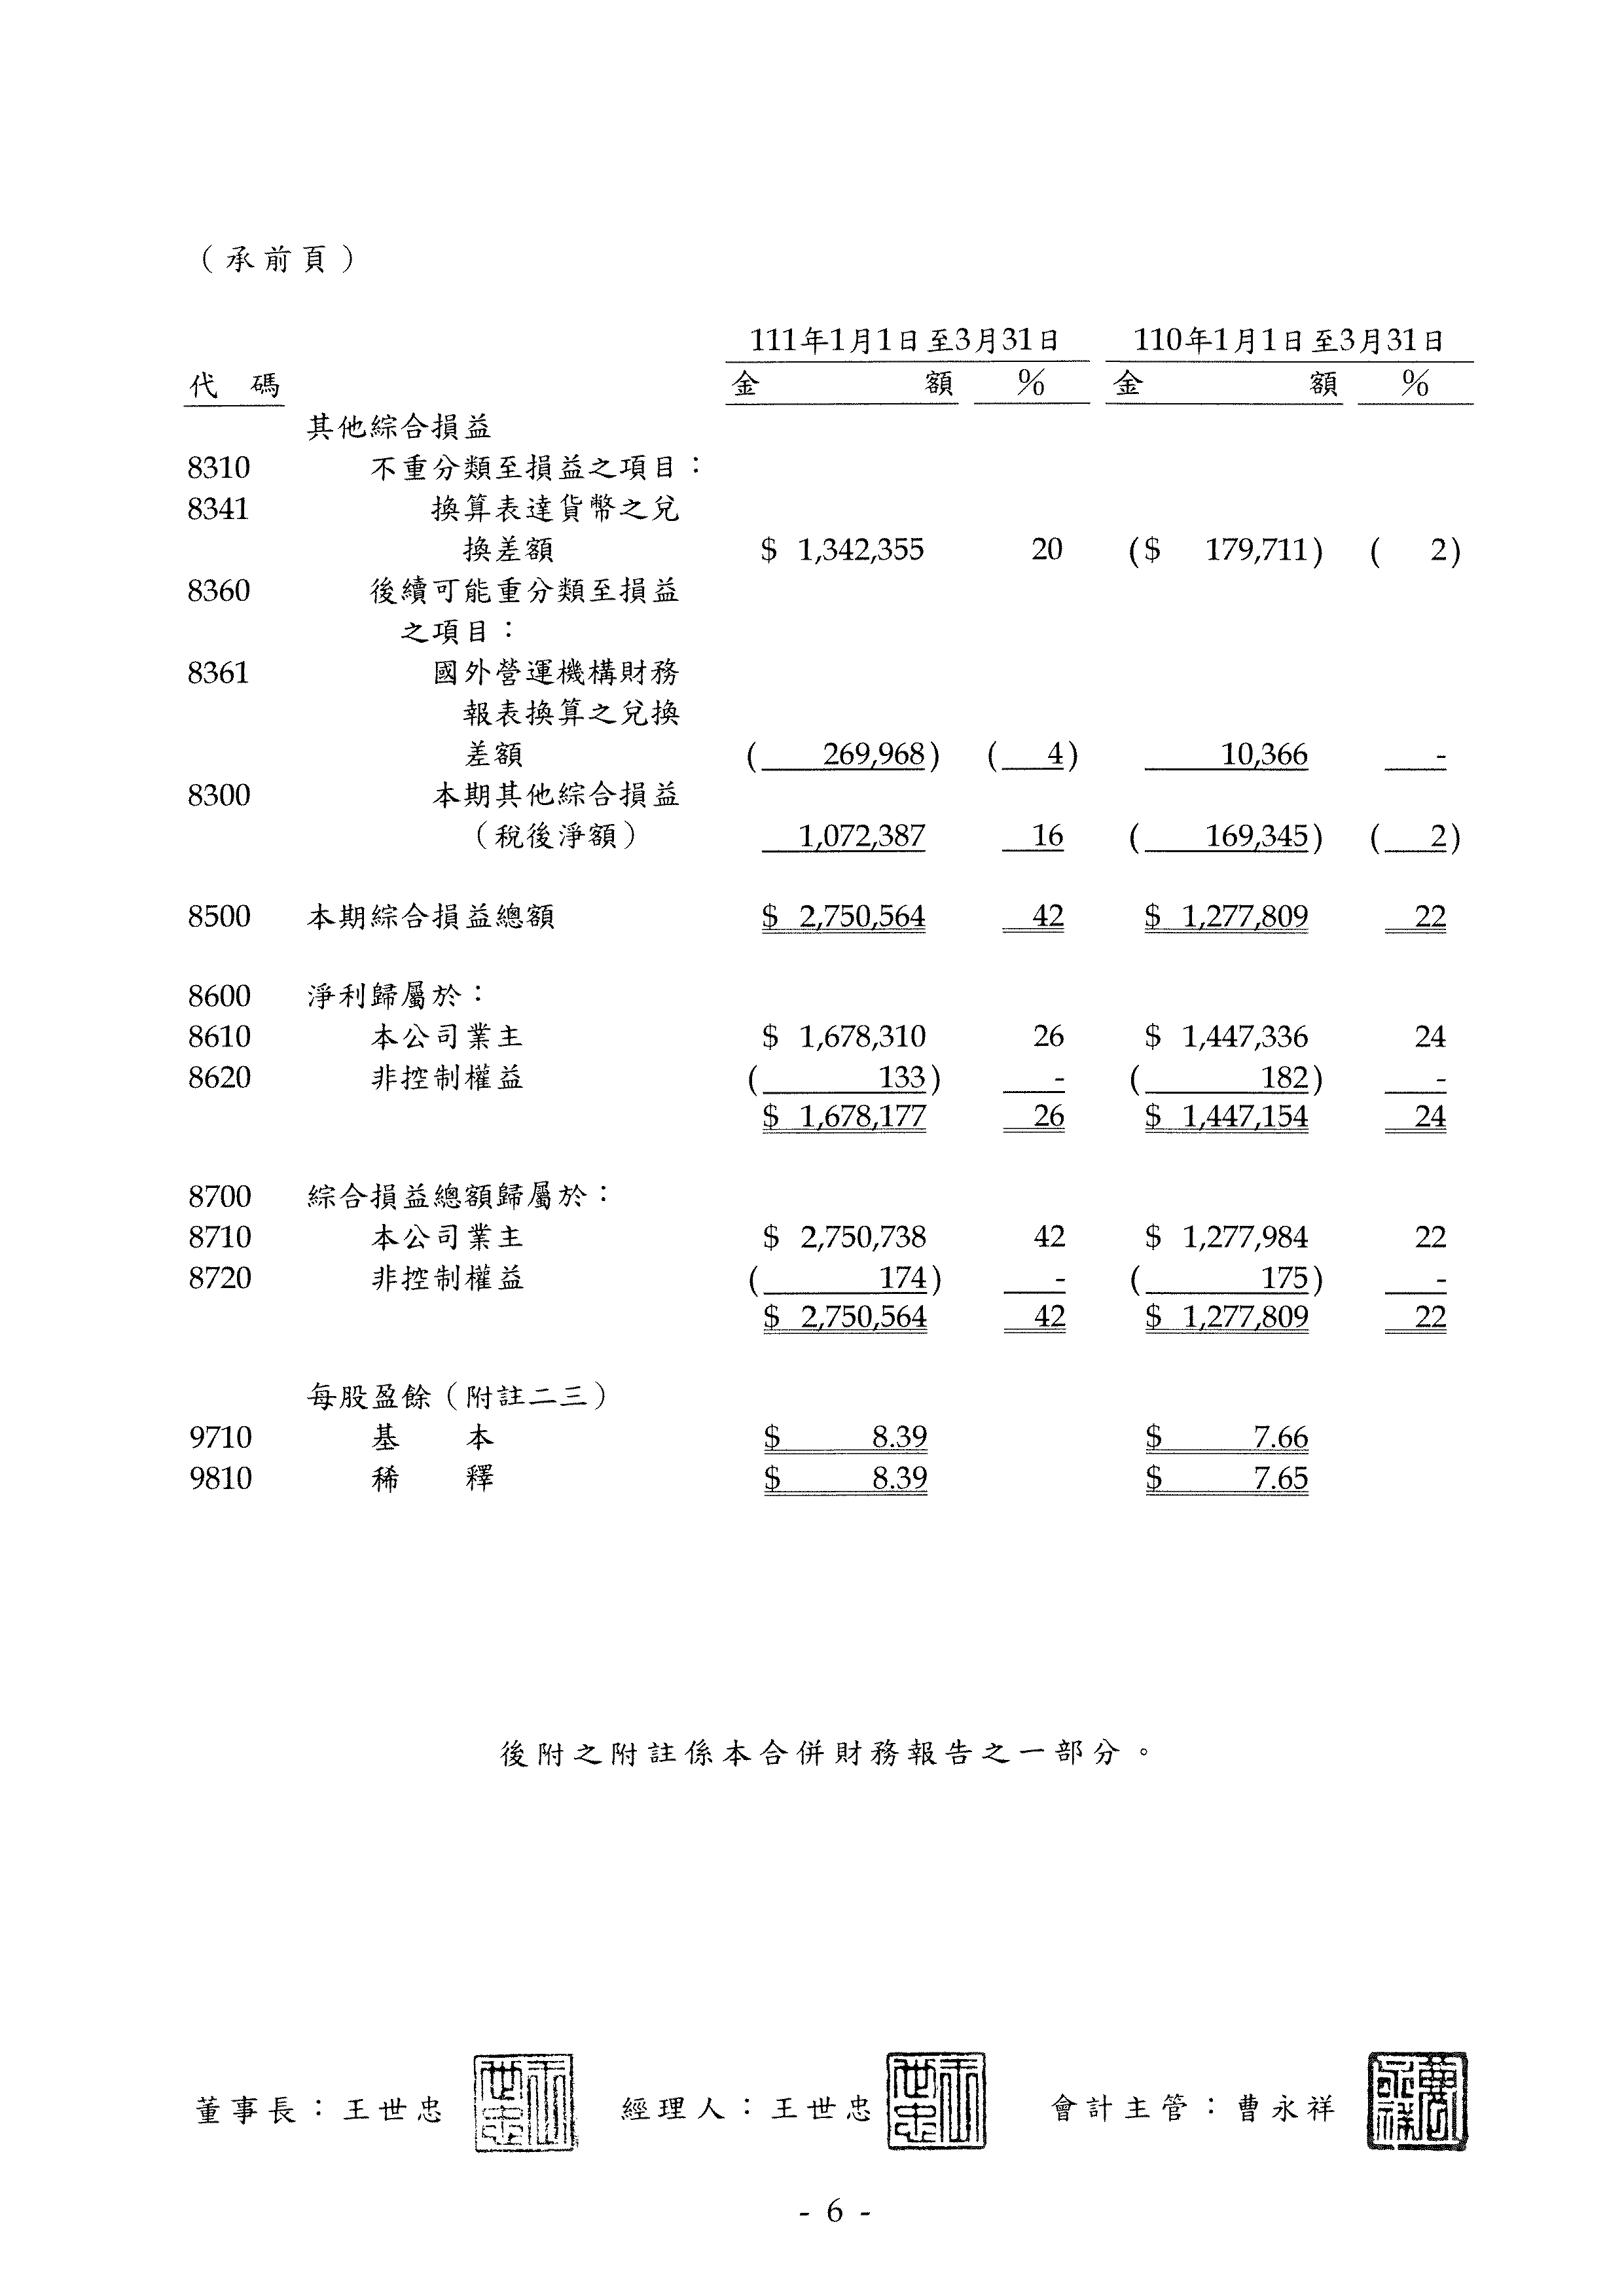 （承前頁）
111年1月1日至3月31日 110年1月1日至3月31日
代 碼 金 額 % 金 額 %
其他綜合損益
8310 不重分類至損益之項目：
8341 換算表達貨幣之兌
換差額 $ 1,342,355 20 ($ 179,711) ( 2)
8360 後續可能重分類至損益
之項目：
8361 國外營運機構財務
報表換算之兌換
差額 ( 269,968) ( 4) 10,366 -
8300 本期其他綜合損益
（稅後淨額） 1,072,387 16 ( 169,345) ( 2)
8500 本期綜合損益總額 $ 2,750,564 42 $ 1,277,809 22
8600 淨利歸屬於：
8610 本公司業主 $ 1,678,310 26 $ 1,447,336 24
8620 非控制權益 ( 133) - ( 182) -
$ 1,678,177 26 $ 1,447,154 24
8700 綜合損益總額歸屬於：
8710 本公司業主 $ 2,750,738 42 $ 1,277,984 22
8720 非控制權益 ( 174) - ( 175) -
$ 2,750,564 42 $ 1,277,809 22
每股盈餘（附註二三）
9710 基 本 $ 8.39 $ 7.66
9810 稀 釋 $ 8.39 $ 7.65
後附之附註係本合併財務報告之一部分。
董事長：王世忠 經理人：王世忠 會計主管：曹永祥
- 6 -